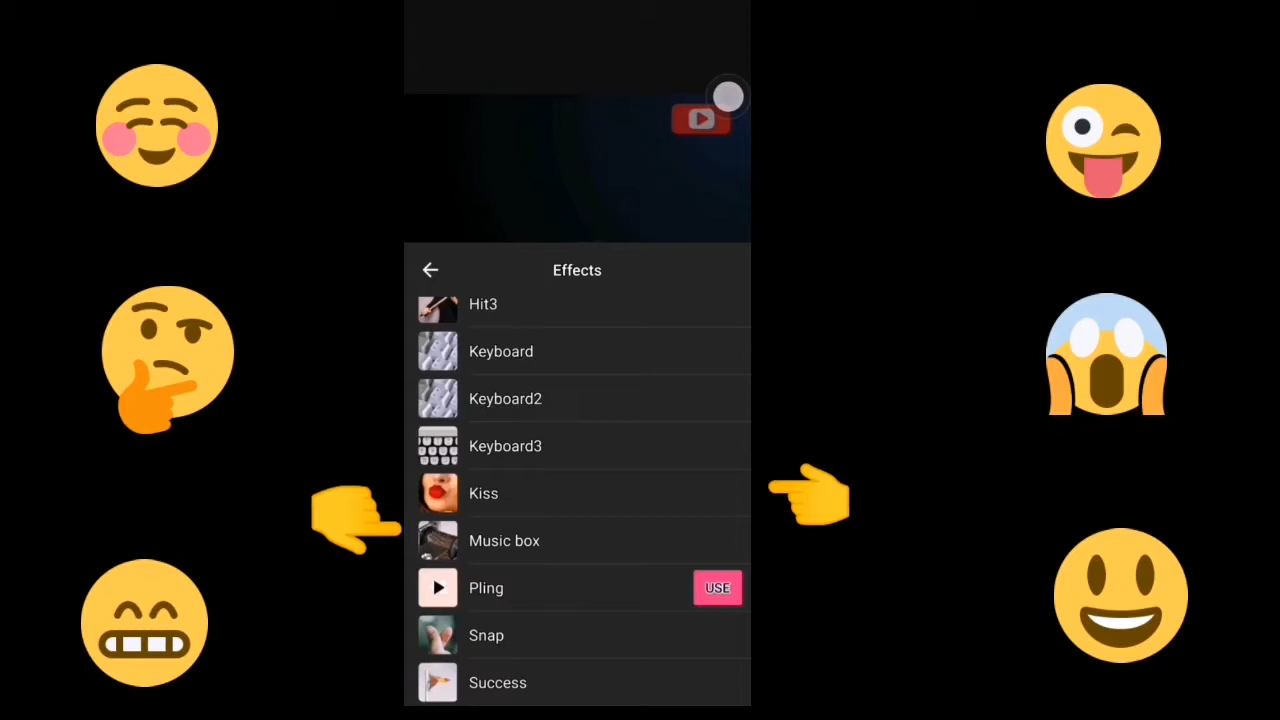 Effects
Hit3
Keyboard
Keyboard2
Keyboard3
Kiss
Music box
Pling
USE
Snap
Success